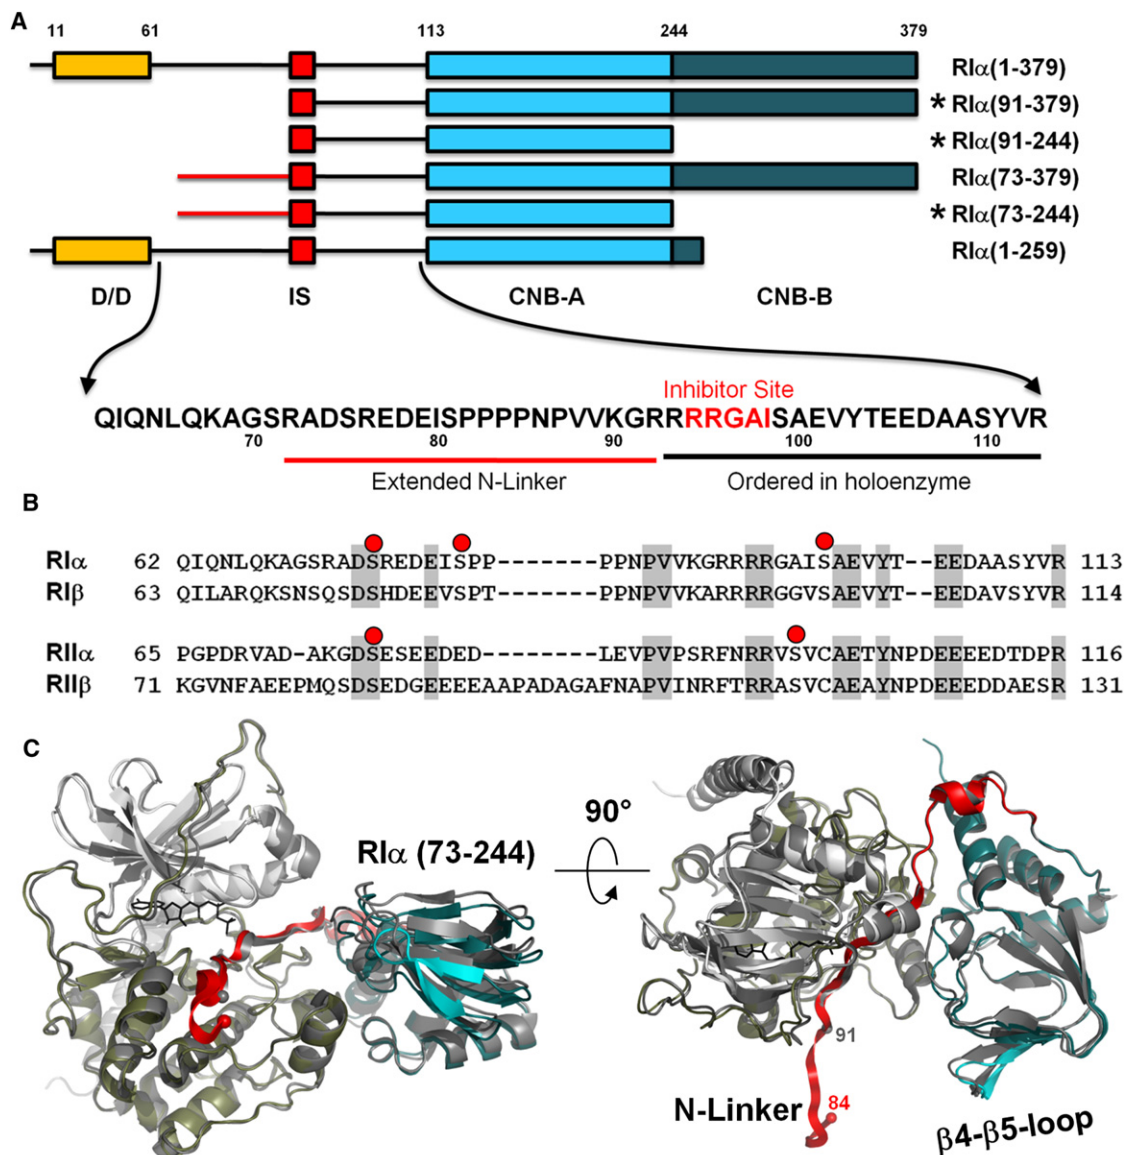 A
11 61 113 244 379
RIα(1-379)
* RIα(91-379)
* RIα(91-244)
RIα(73-379)
* RIα(73-244)
RIα(1-259)
D/D IS CNB-A CNB-B
Inhibitor Site
QIQNLQKAGSRADSREDEISPPPPNPVVKGRRRRGAISAEVYTEEDAASYVR
70 80 90 100 110
Extended N-Linker Ordered in holoenzyme
B
RIα 62 QIQNLQKAGSRADSREDEISPP--------PPNPVVKGRRRRGAISAEVYT--EEDAASYVR 113
RIβ 63 QILARQKSNSQSDSHDEEVSPT--------PPNPVVKARRRRGGVSAEVYT--EEDAVSYVR 114
RIIα 65 PGPDRVAD-AKGDSESEEDED---------LEVPVPSRFNRRVSVCAETYNPDEEEEDTDPR 116
RIIβ 71 KGVNFAEEPMQSDSEDGEEEEAAPADAGAFNAPVINRFTRRASVCAEAYNPDEEEDDAESR 131
C
RIα (73-244)
90°
91
84
N-Linker
β4-β5-loop